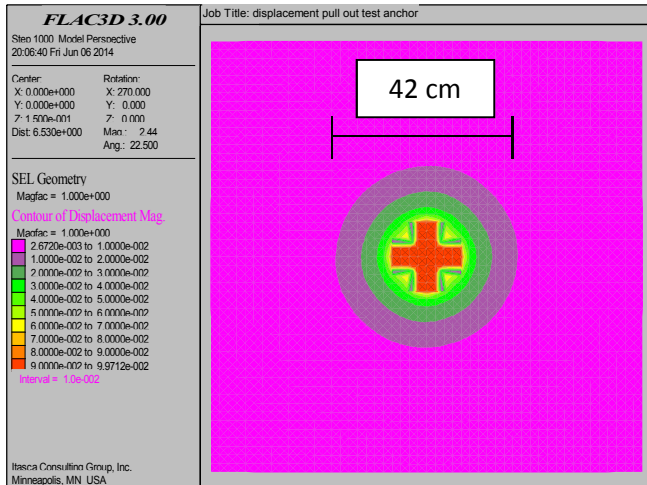 FLAC3D 3.00
Step 1000 Model Perspective
20:06:40 Fri Jun 06 2014
Center: Rotation:
X: 0.000e+000 X: 270.000
Y: 0.000e+000 Y: 0.000
Z: 1.500e-001 Z: 0.000
Dist: 6.530e+000 Mag.: 2.44
Ang.: 22.500
SEL Geometry
Magfac = 1.000e+000
Contour of Displacement Mag.
Magfac = 1.000e+000
2.6720e-003 to 1.0000e-002
1.0000e-002 to 2.0000e-002
2.0000e-002 to 3.0000e-002
3.0000e-002 to 4.0000e-002
4.0000e-002 to 5.0000e-002
5.0000e-002 to 6.0000e-002
6.0000e-002 to 7.0000e-002
7.0000e-002 to 8.0000e-002
8.0000e-002 to 9.0000e-002
9.0000e-002 to 9.9712e-002
Interval = 1.0e-002
Itasca Consulting Group, Inc.
Minneapolis, MN USA
Job Title: displacement pull out test anchor
42 cm